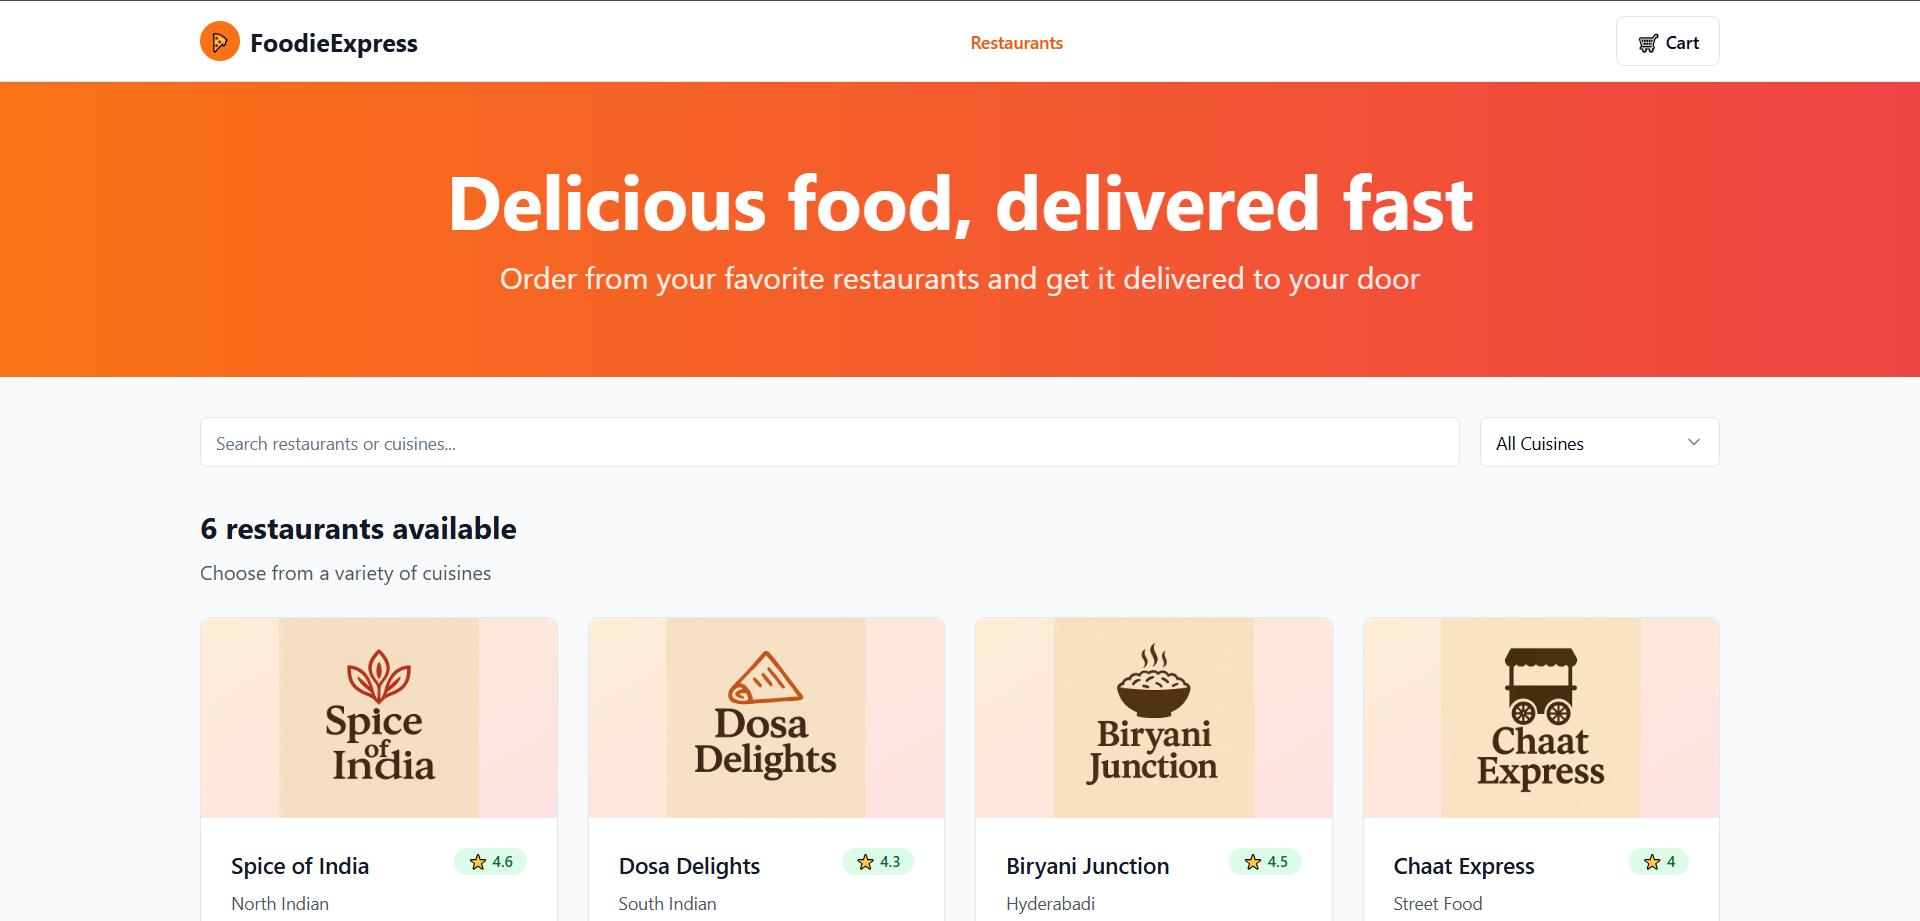 FoodieExpress
Restaurants
Cart
Delicious food, delivered fast
Order from your favorite restaurants and get it delivered to your door
Search restaurants or cuisines...
All Cuisines
6 restaurants available
Choose from a variety of cuisines
Spice
of
India
Dosa
Delights
Biryani
Junction
Chaat
Express
Spice of India
4.6
North Indian
Dosa Delights
4.3
South Indian
Biryani Junction
4.5
Hyderabadi
Chaat Express
4
Street Food